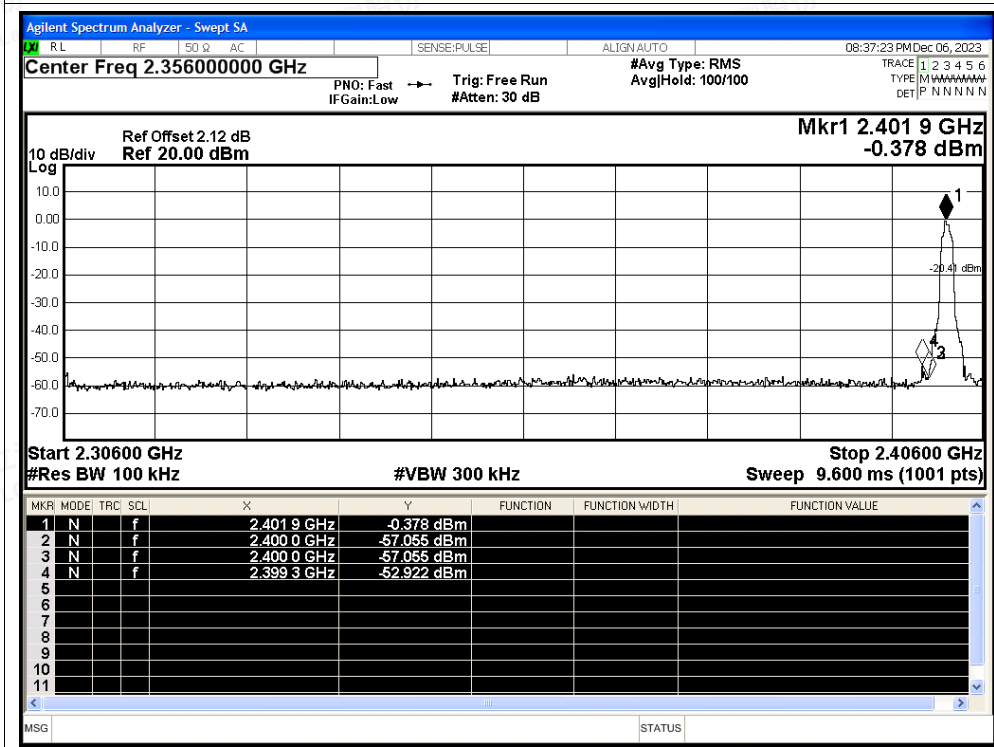 Agilent Spectrum Analyzer - Swept SA
LXI RL RF 50 Ω AC SENSE:PULSE ALIGN AUTO 08:37:23 PM Dec 06, 2023
Center Freq 2.356000000 GHz
PNO: Fast
IFGain:Low
Trig: Free Run
#Atten: 30 dB
#Avg Type: RMS
Avg|Hold: 100/100
TRACE 1 2 3 4 5 6
TYPE M WWWWW
DET P N N N N N
Mkr1 2.401 9 GHz
-0.378 dBm
Ref Offset 2.12 dB
10 dB/div Ref 20.00 dBm
Log
10.0
0.00
-10.0
-20.0
-30.0
-40.0
-50.0
-60.0
-70.0
1
-20.41 dBm
4
3
Start 2.30600 GHz Stop 2.40600 GHz
#Res BW 100 kHz #VBW 300 kHz Sweep 9.600 ms (1001 pts)
MKR MODE TRC SCL X Y FUNCTION FUNCTION WIDTH FUNCTION VALUE
1 N f 2.401 9 GHz -0.378 dBm
2 N f 2.400 0 GHz -57.055 dBm
3 N f 2.400 0 GHz -57.055 dBm
4 N f 2.399 3 GHz -52.922 dBm
5
6
7
8
9
10
11
MSG STATUS